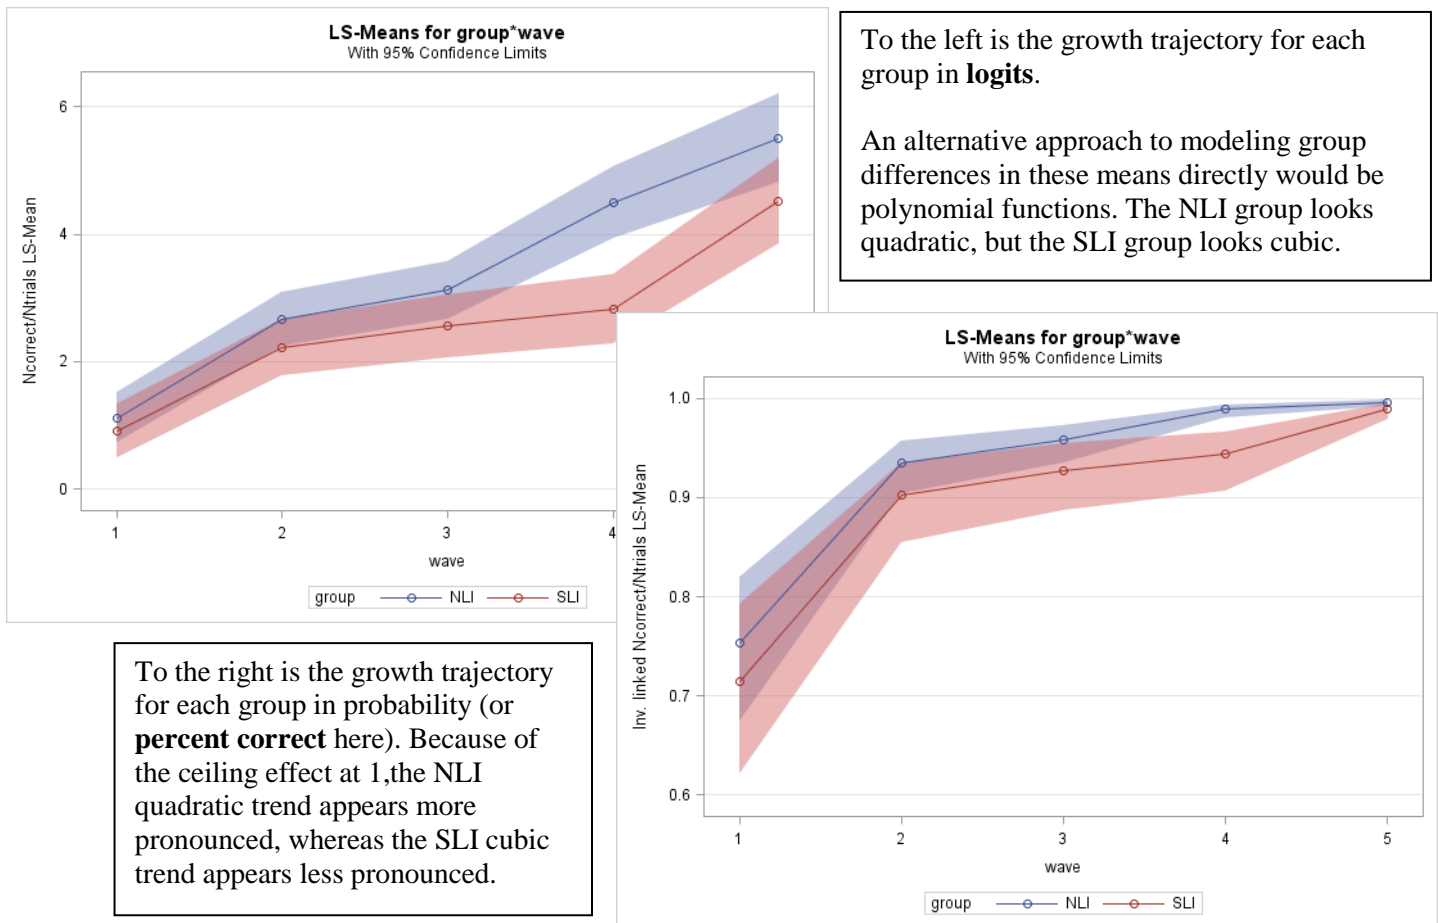 LS-Means for group*wave
With 95% Confidence Limits
Ncorrect/Ntrials LS-Mean
6
4
2
0
1
2
3
4
wave
group NLI SLI
To the left is the growth trajectory for each
group in logits.
An alternative approach to modeling group
differences in these means directly would be
polynomial functions. The NLI group looks
quadratic, but the SLI group looks cubic.
To the right is the growth trajectory
for each group in probability (or
percent correct here). Because of
the ceiling effect at 1,the NLI
quadratic trend appears more
pronounced, whereas the SLI cubic
trend appears less pronounced.
LS-Means for group*wave
With 95% Confidence Limits
Inv. linked Ncorrect/Ntrials LS-Mean
1.0
0.9
0.8
0.7
0.6
1
2
3
4
5
wave
group NLI SLI